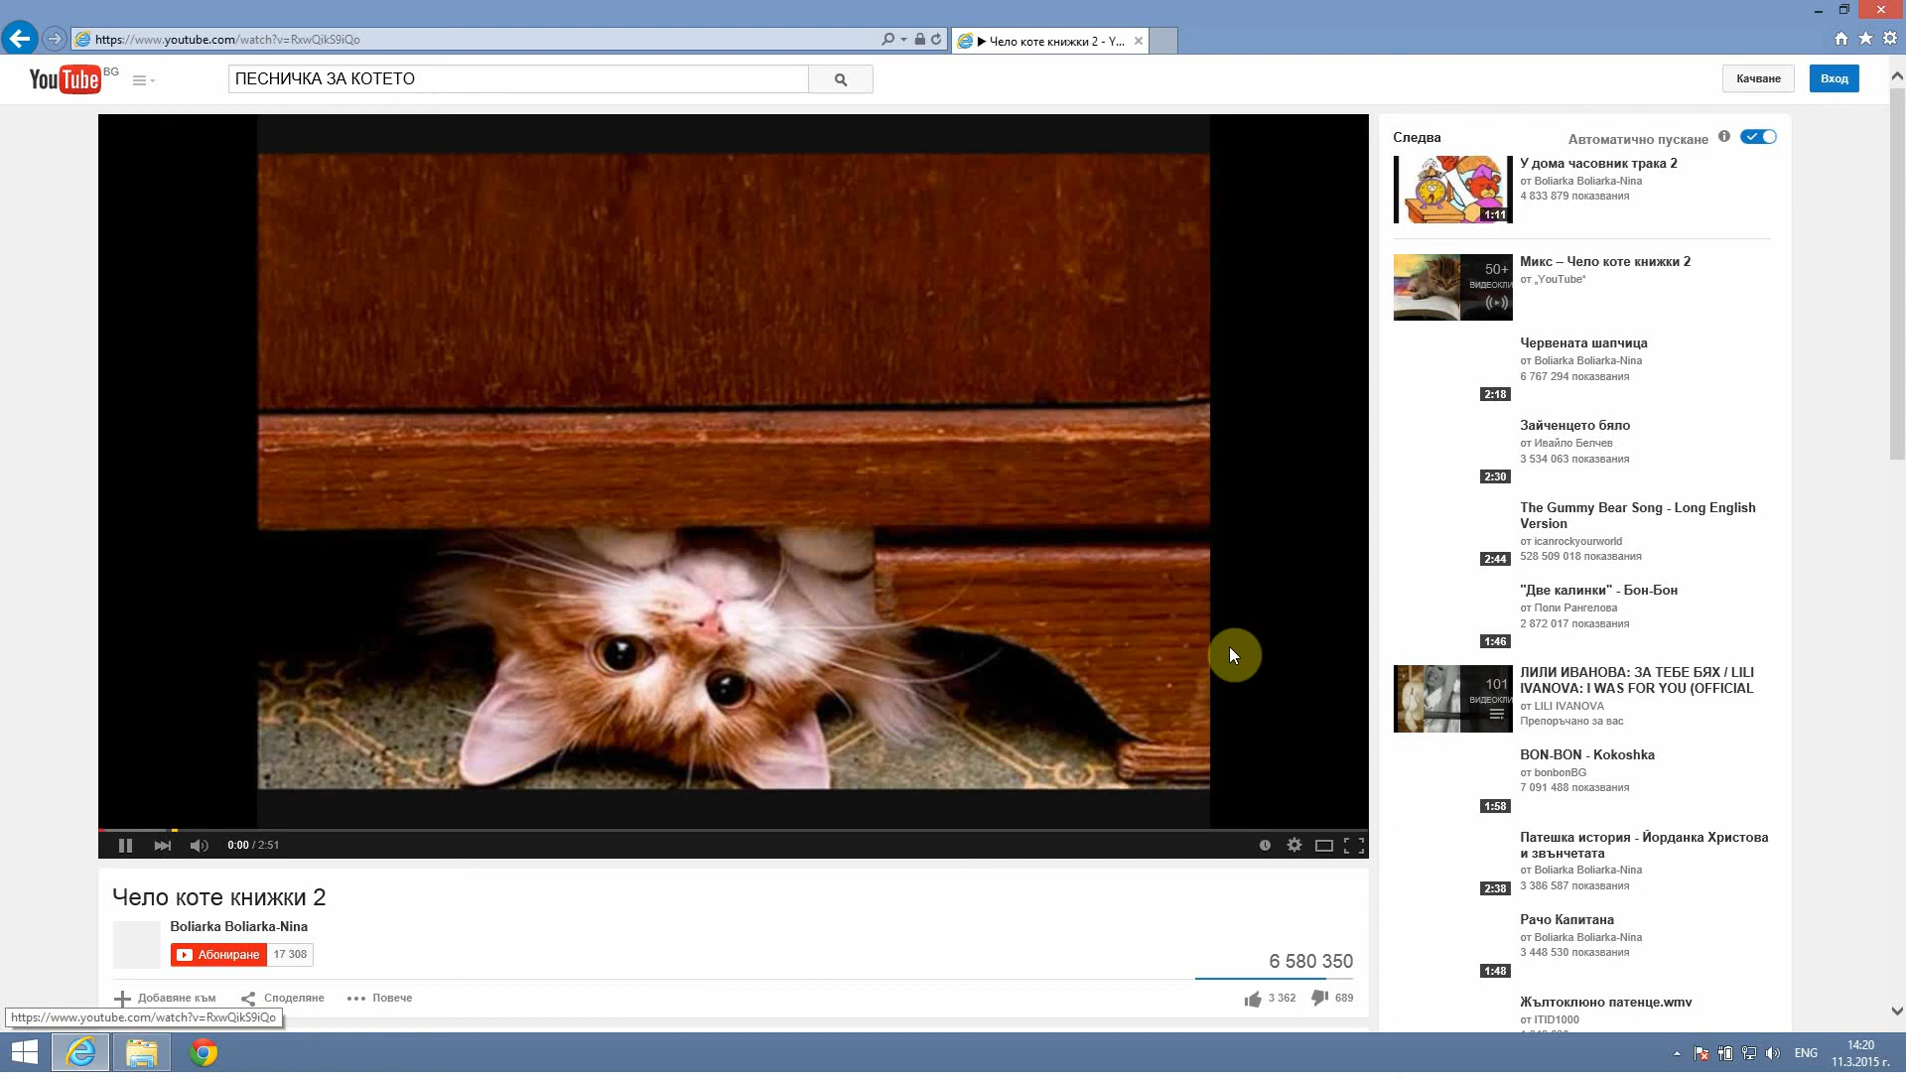 https://www.youtube.com/watch?v=RxwQikS9iQo
Чело коте книжки 2 - Y...
YouTube BG
ПЕСНИЧКА ЗА КОТЕТО
Качване
Вход
Следва
Автоматично пускане
У дома часовник трака 2
от Boliarka Boliarka-Nina
4 833 879 показвания
1:11
Микс – Чело коте книжки 2
от „YouTube“
50+
ВИДЕОКЛИ
Червената шапчица
от Boliarka Boliarka-Nina
6 767 294 показвания
2:18
Зайченцето бяло
от Ивайло Белчев
3 534 063 показвания
2:30
The Gummy Bear Song - Long English
Version
от icanrockyourworld
528 509 018 показвания
2:44
"Две калинки" - Бон-Бон
от Поли Рангелова
2 872 017 показвания
1:46
ЛИЛИ ИВАНОВА: ЗА ТЕБЕ БЯХ / LILI
IVANOVA: I WAS FOR YOU (OFFICIAL
от LILI IVANOVA
Препоръчано за вас
101
ВИДЕОКЛИ
BON-BON - Kokoshka
от bonbonBG
7 091 488 показвания
1:58
Патешка история - Йорданка Христова
и звънчетата
от Boliarka Boliarka-Nina
3 386 587 показвания
2:38
Рачо Капитана
от Boliarka Boliarka-Nina
3 448 530 показвания
1:48
Жълтоклюно патенце.wmv
от ITID1000
0:00 / 2:51
Чело коте книжки 2
Boliarka Boliarka-Nina
Абониране 17 308
6 580 350
Добавяне към Споделяне Повече
3 362 689
https://www.youtube.com/watch?v=RxwQikS9iQo
ENG
14:20
11.3.2015 г.